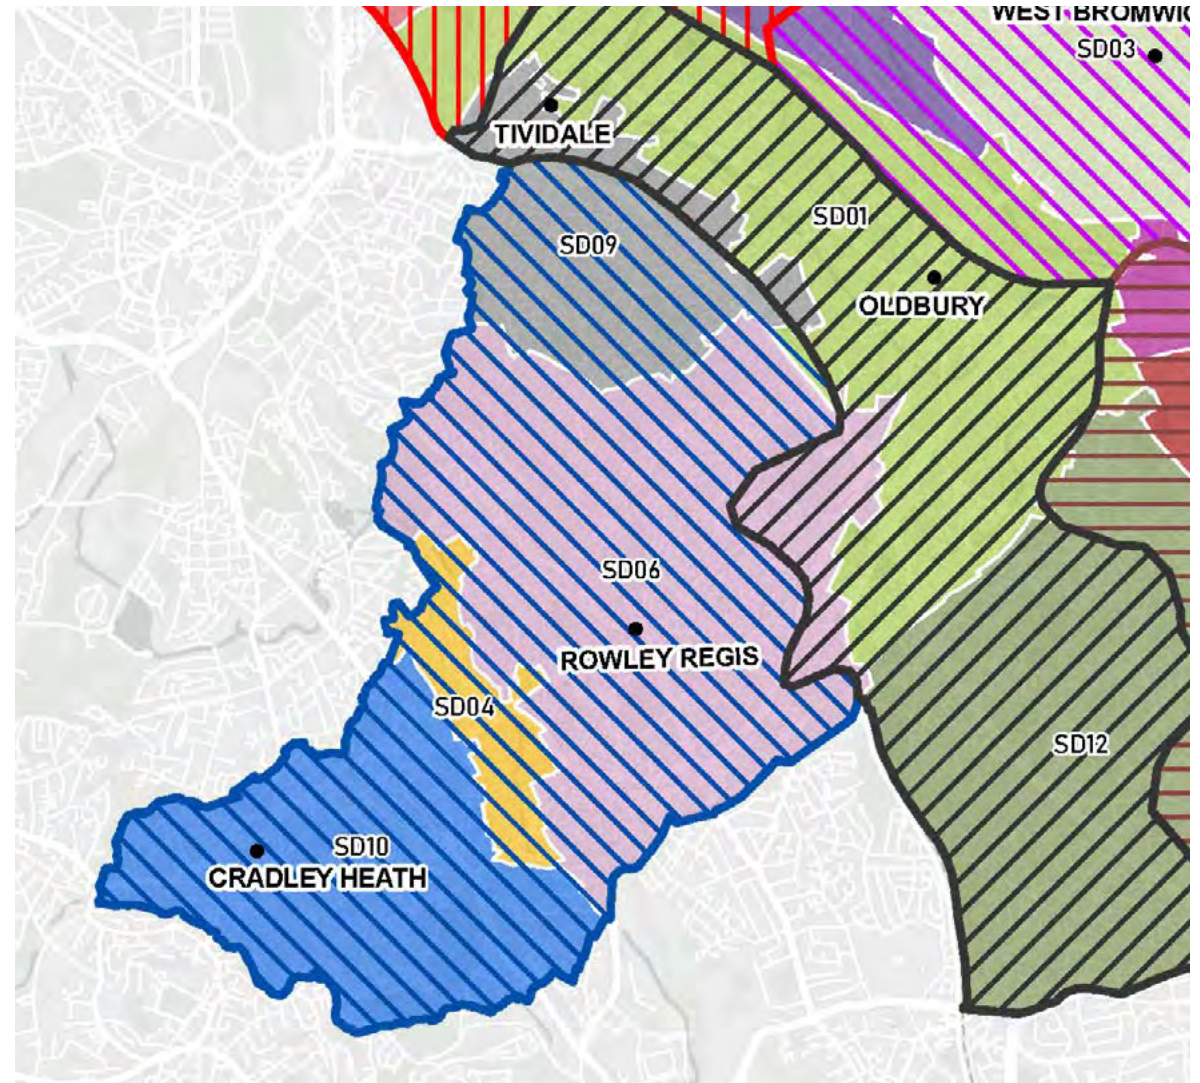 WEST BROMWIC
SD03
TIVIDALE
SD01
SD09
OLDBURY
SD06
ROWLEY REGIS
SD04
SD12
SD10
CRADLEY HEATH